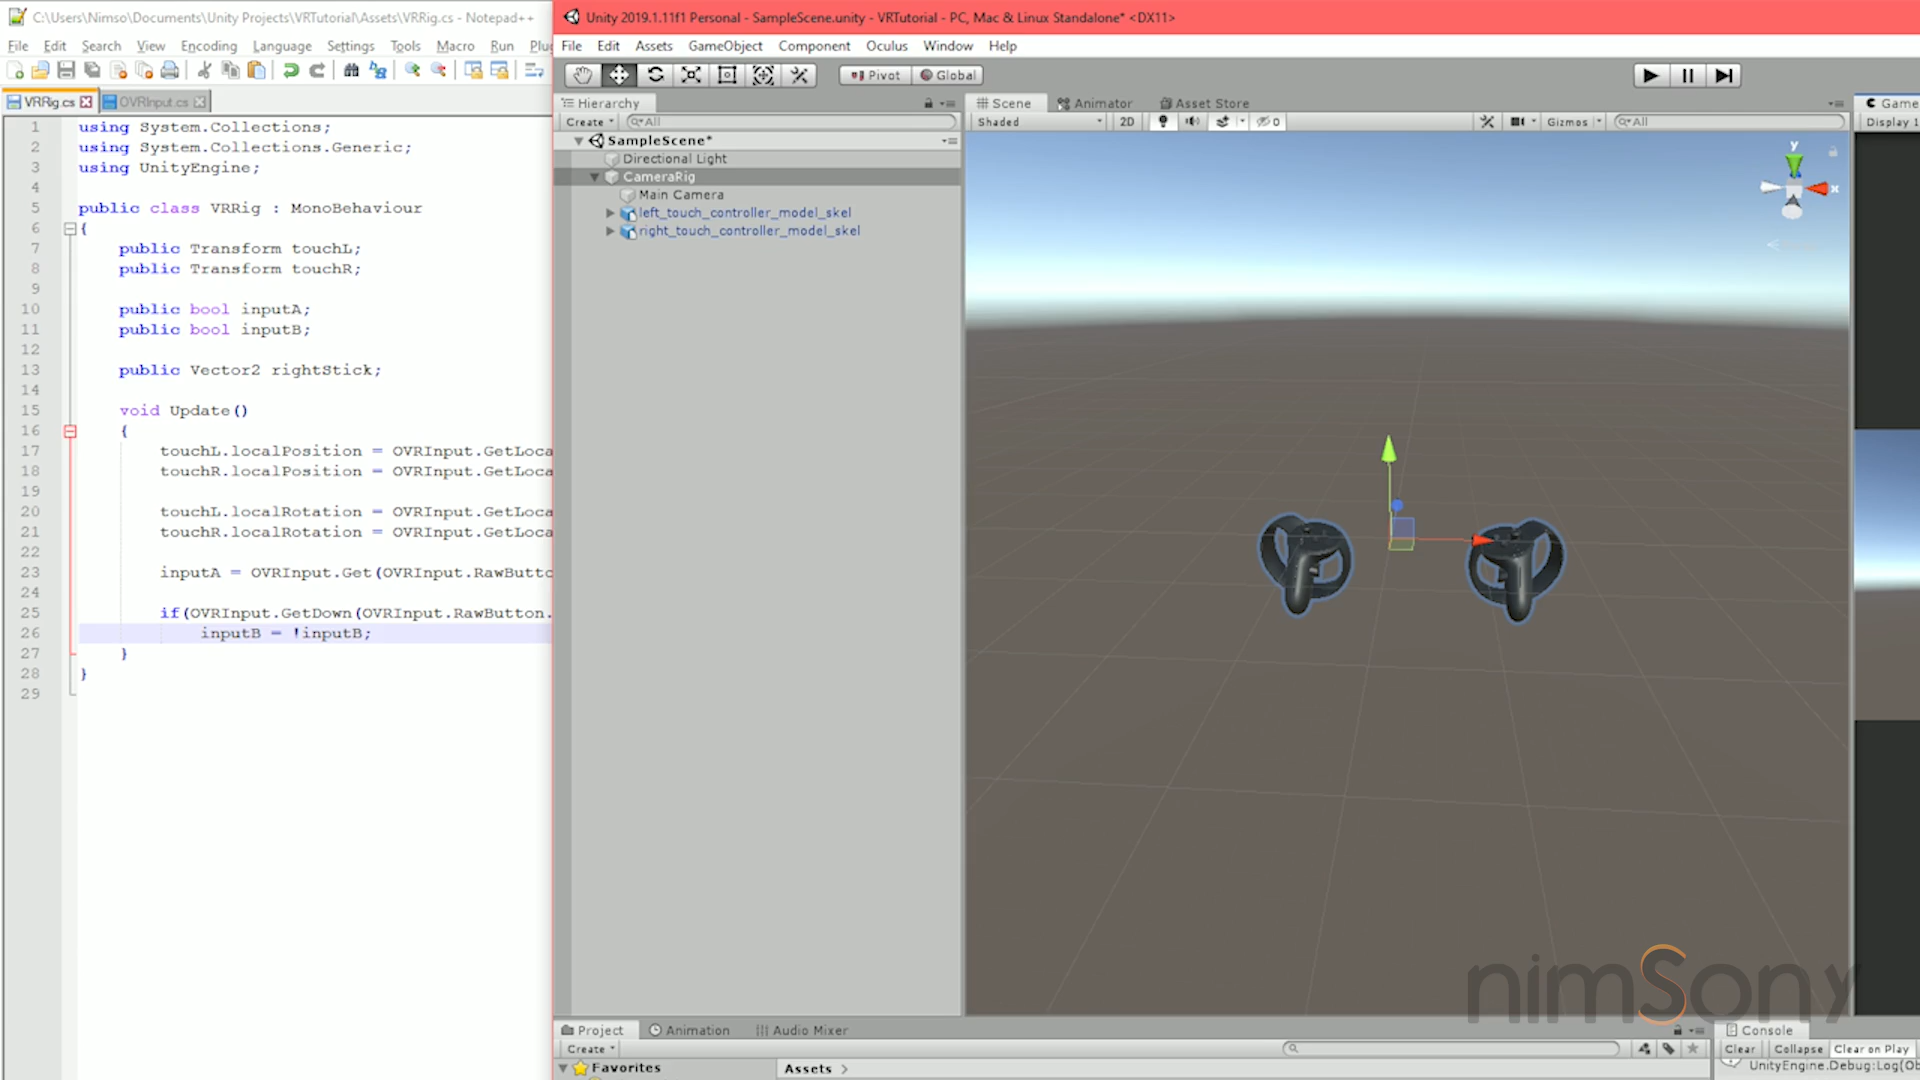 C:\Users\Nimso\Documents\Unity Projects\VRTutorial\Assets\VRRig.cs - Notepad++
File Edit Search View Encoding Language Settings Tools Macro Run Plu
VRRig.cs OVRInput.cs
1 using System.Collections;
2 using System.Collections.Generic;
3 using UnityEngine;
4
5 public class VRRig : MonoBehaviour
6 {
7 public Transform touchL;
8 public Transform touchR;
9
10 public bool inputA;
11 public bool inputB;
12
13 public Vector2 rightStick;
14
15 void Update()
16 {
17 touchL.localPosition = OVRInput.GetLoca
18 touchR.localPosition = OVRInput.GetLoca
19
20 touchL.localRotation = OVRInput.GetLoca
21 touchR.localRotation = OVRInput.GetLoca
22
23 inputA = OVRInput.Get(OVRInput.RawButto
24
25 if(OVRInput.GetDown(OVRInput.RawButton.
26 inputB = !inputB;
27 }
28 }
29
Unity 2019.1.11f1 Personal - SampleScene.unity - VRTutorial - PC, Mac & Linux Standalone* <DX11>
File Edit Assets GameObject Component Oculus Window Help
Pivot Global
Hierarchy
Create All
SampleScene*
Directional Light
CameraRig
Main Camera
left_touch_controller_model_skel
right_touch_controller_model_skel
Scene Animator Asset Store
Shaded 2D 0 Gizmos All
y
x
Game
Display 1
nimSony
Project Animation Audio Mixer
Create
Favorites
Assets
Console
Clear Collapse Clear on Play
UnityEngine.Debug:Log(Ob